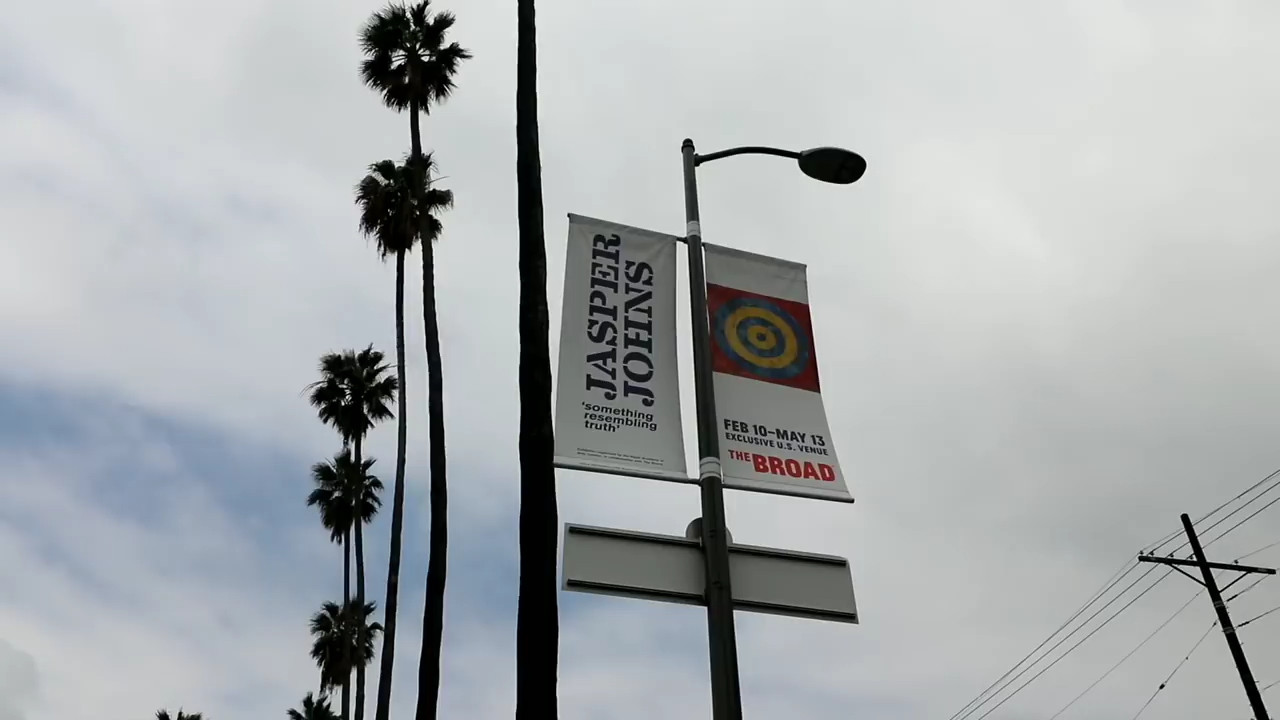 JASPER
JOHNS
'something
resembling
truth'
FEB 10–MAY 13
EXCLUSIVE U.S. VENUE
THE BROAD